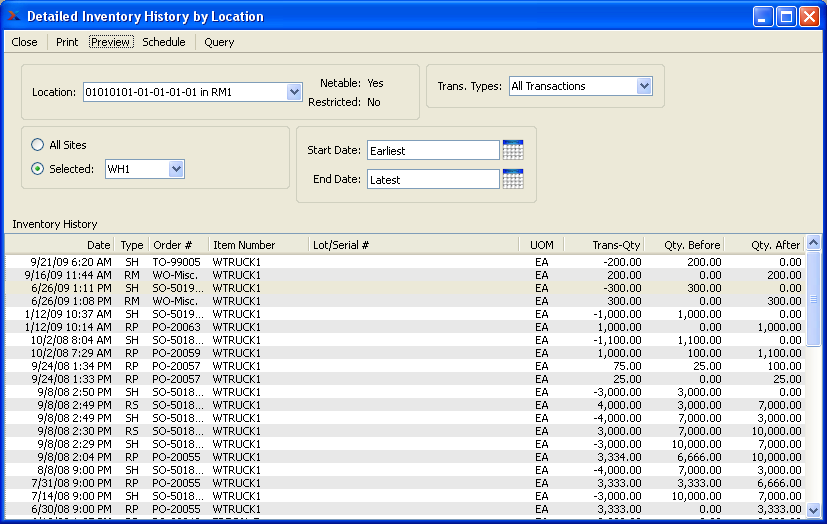 Detailed Inventory History by Location
Close Print Preview Schedule Query
Location: 01010101-01-01-01-01 in RM1 Netable: Yes Trans. Types: All Transactions
Restricted: No
All Sites
Selected: WH1
Start Date: Earliest
End Date: Latest
Inventory History
Date Type Order # Item Number Lot/Serial # UOM Trans-Qty Qty. Before Qty. After
9/21/09 6:20 AM SH TO-99005 WTRUCK1 EA -200.00 200.00 0.00
9/16/09 11:44 AM RM WO-Misc. WTRUCK1 EA 200.00 0.00 200.00
6/26/09 1:11 PM SH SO-5019... WTRUCK1 EA -300.00 300.00 0.00
6/26/09 1:08 PM RM WO-Misc. WTRUCK1 EA 300.00 0.00 300.00
1/12/09 10:37 AM SH SO-5019... WTRUCK1 EA -1,000.00 1,000.00 0.00
1/12/09 10:14 AM RP PO-20063 WTRUCK1 EA 1,000.00 0.00 1,000.00
10/2/08 8:04 AM SH SO-5018... WTRUCK1 EA -1,100.00 1,100.00 0.00
10/2/08 7:29 AM RP PO-20059 WTRUCK1 EA 1,000.00 100.00 1,100.00
9/24/08 1:34 PM RP PO-20057 WTRUCK1 EA 75.00 25.00 100.00
9/24/08 1:33 PM RP PO-20057 WTRUCK1 EA 25.00 0.00 25.00
9/8/08 2:50 PM SH SO-5018... WTRUCK1 EA -3,000.00 3,000.00 0.00
9/8/08 2:49 PM RS SO-5018... WTRUCK1 EA 4,000.00 3,000.00 7,000.00
9/8/08 2:49 PM SH SO-5018... WTRUCK1 EA -4,000.00 7,000.00 3,000.00
9/8/08 2:30 PM RS SO-5018... WTRUCK1 EA 3,000.00 7,000.00 10,000.00
9/8/08 2:29 PM SH SO-5018... WTRUCK1 EA -3,000.00 10,000.00 7,000.00
9/8/08 2:04 PM RP PO-20055 WTRUCK1 EA 3,334.00 6,666.00 10,000.00
8/8/08 9:00 PM SH SO-5018... WTRUCK1 EA -4,000.00 7,000.00 3,000.00
7/31/08 9:00 PM RP PO-20055 WTRUCK1 EA 3,333.00 3,333.00 6,666.00
7/14/08 9:00 PM SH SO-5018... WTRUCK1 EA -3,000.00 10,000.00 7,000.00
6/30/08 9:00 PM RP PO-20055 WTRUCK1 EA 3,333.00 0.00 3,333.00